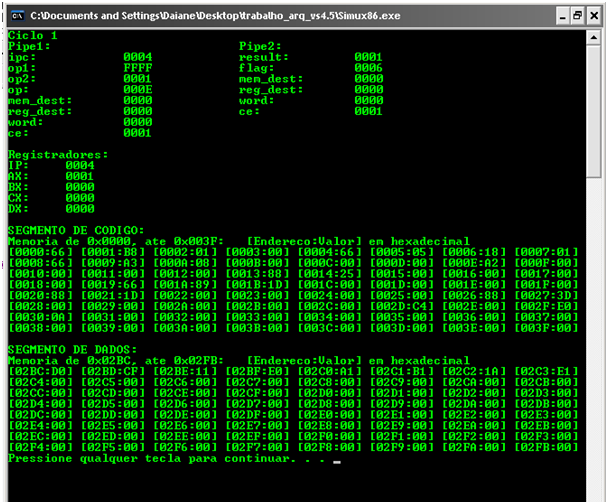 C:\Documents and Settings\Daiane\Desktop\trabalho_arq_vs4.5\Simux86.exe
Ciclo 1
Pipe1: Pipe2:
ipc: 0004 result: 0001
op1: FFFF flag: 0006
op2: 0001 mem_dest: 0000
op: 000E reg_dest: 0000
mem_dest: 0000 word: 0000
reg_dest: 0000 ce: 0001
word: 0000
ce: 0001
Registradores:
IP: 0004
AX: 0001
BX: 0000
CX: 0000
DX: 0000
SEGMENTO DE CODIGO:
Memoria de 0x0000, ate 0x003F: [Endereco:Valor] em hexadecimal
[0000:66] [0001:B8] [0002:01] [0003:00] [0004:66] [0005:05] [0006:18] [0007:01]
[0008:66] [0009:A3] [000A:08] [000B:00] [000C:00] [000D:00] [000E:A2] [000F:00]
[0010:00] [0011:00] [0012:00] [0013:88] [0014:25] [0015:00] [0016:00] [0017:00]
[0018:00] [0019:66] [001A:89] [001B:1D] [001C:00] [001D:00] [001E:00] [001F:00]
[0020:88] [0021:1D] [0022:00] [0023:00] [0024:00] [0025:00] [0026:88] [0027:3D]
[0028:00] [0029:00] [002A:00] [002B:00] [002C:00] [002D:C4] [002E:00] [002F:E0]
[0030:0A] [0031:00] [0032:00] [0033:00] [0034:00] [0035:00] [0036:00] [0037:00]
[0038:00] [0039:00] [003A:00] [003B:00] [003C:00] [003D:00] [003E:00] [003F:00]
SEGMENTO DE DADOS:
Memoria de 0x02BC, ate 0x02FB: [Endereco:Valor] em hexadecimal
[02BC:D0] [02BD:CF] [02BE:11] [02BF:E0] [02C0:A1] [02C1:B1] [02C2:1A] [02C3:E1]
[02C4:00] [02C5:00] [02C6:00] [02C7:00] [02C8:00] [02C9:00] [02CA:00] [02CB:00]
[02CC:00] [02CD:00] [02CE:00] [02CF:00] [02D0:00] [02D1:00] [02D2:00] [02D3:00]
[02D4:00] [02D5:00] [02D6:00] [02D7:00] [02D8:00] [02D9:00] [02DA:00] [02DB:00]
[02DC:00] [02DD:00] [02DE:00] [02DF:00] [02E0:00] [02E1:00] [02E2:00] [02E3:00]
[02E4:00] [02E5:00] [02E6:00] [02E7:00] [02E8:00] [02E9:00] [02EA:00] [02EB:00]
[02EC:00] [02ED:00] [02EE:00] [02EF:00] [02F0:00] [02F1:00] [02F2:00] [02F3:00]
[02F4:00] [02F5:00] [02F6:00] [02F7:00] [02F8:00] [02F9:00] [02FA:00] [02FB:00]
Pressione qualquer tecla para continuar. . . _